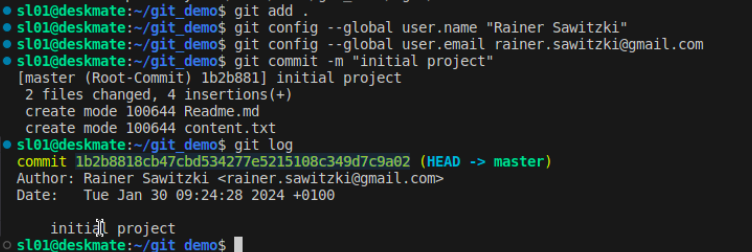 sl01@deskmate:~/git_demo$ git add .
sl01@deskmate:~/git_demo$ git config --global user.name "Rainer Sawitzki"
sl01@deskmate:~/git_demo$ git config --global user.email rainer.sawitzki@gmail.com
sl01@deskmate:~/git_demo$ git commit -m "initial project"
[master (Root-Commit) 1b2b881] initial project
 2 files changed, 4 insertions(+)
 create mode 100644 Readme.md
 create mode 100644 content.txt
sl01@deskmate:~/git_demo$ git log
commit 1b2b8818cb47cbd534277e5215108c349d7c9a02 (HEAD -> master)
Author: Rainer Sawitzki <rainer.sawitzki@gmail.com>
Date:   Tue Jan 30 09:24:28 2024 +0100
    initial project
sl01@deskmate:~/git_demo$